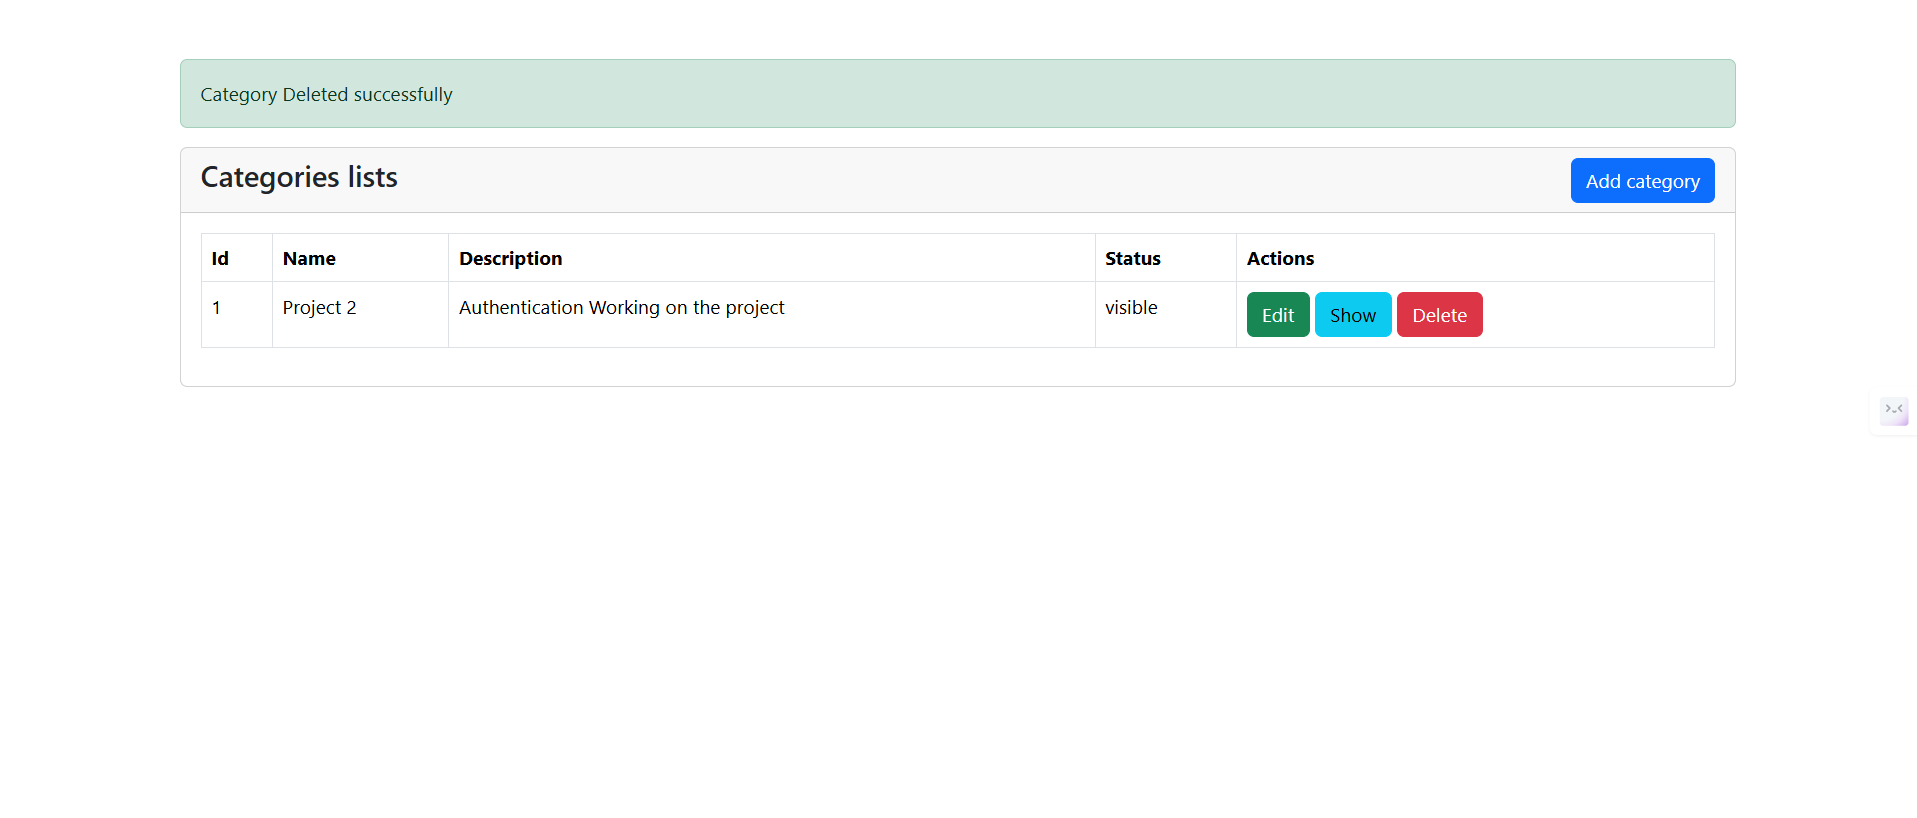 Category Deleted successfully
Categories lists
Add category
Id Name Description Status Actions
1 Project 2 Authentication Working on the project visible Edit Show Delete